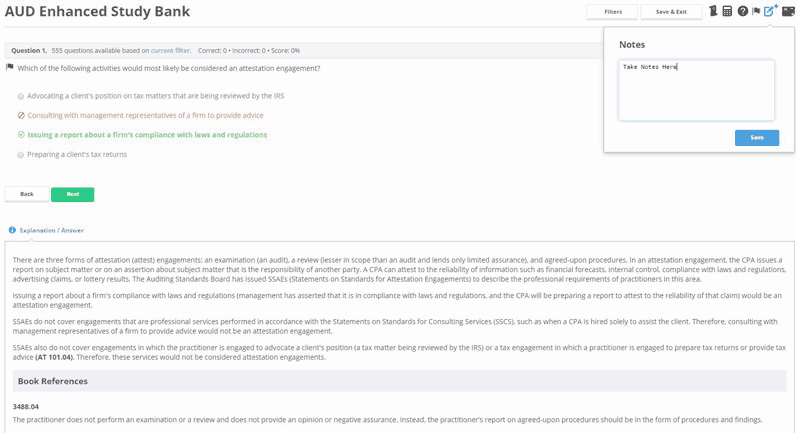 AUD Enhanced Study Bank
Filters
Save & Exit
Question 1, 555 questions available based on current filter. Correct: 0 • Incorrect: 0 • Score: 0%
Which of the following activities would most likely be considered an attestation engagement?
Advocating a client's position on tax matters that are being reviewed by the IRS
Consulting with management representatives of a firm to provide advice
Issuing a report about a firm's compliance with laws and regulations
Preparing a client's tax returns
Notes
Take Notes Here
Save
Back
Next
Explanation / Answer
There are three forms of attestation (attest) engagements: an examination (an audit), a review (lesser in scope than an audit and lends only limited assurance), and agreed-upon procedures. In an attestation engagement, the CPA issues a
report on subject matter or on an assertion about subject matter that is the responsibility of another party. A CPA can attest to the reliability of information such as financial forecasts, internal control, compliance with laws and regulations,
advertising claims, or lottery results. The Auditing Standards Board has issued SSAEs (Statements on Standards for Attestation Engagements) to describe the professional requirements of practitioners in this area.
Issuing a report about a firm's compliance with laws and regulations (management has asserted that it is in compliance with laws and regulations, and the CPA will be preparing a report to attest to the reliability of that claim) would be an
attestation engagement.
SSAEs do not cover engagements that are professional services performed in accordance with the Statements on Standards for Consulting Services (SSCS), such as when a CPA is hired solely to assist the client. Therefore, consulting with
management representatives of a firm to provide advice would not be an attestation engagement.
SSAEs also do not cover engagements in which the practitioner is engaged to advocate a client's position (a tax matter being reviewed by the IRS) or a tax engagement in which a practitioner is engaged to prepare tax returns or provide tax
advice (AT 101.04). Therefore, these services would not be considered attestation engagements.
Book References
3488.04
The practitioner does not perform an examination or a review and does not provide an opinion or negative assurance. Instead, the practitioner's report on agreed-upon procedures should be in the form of procedures and findings.